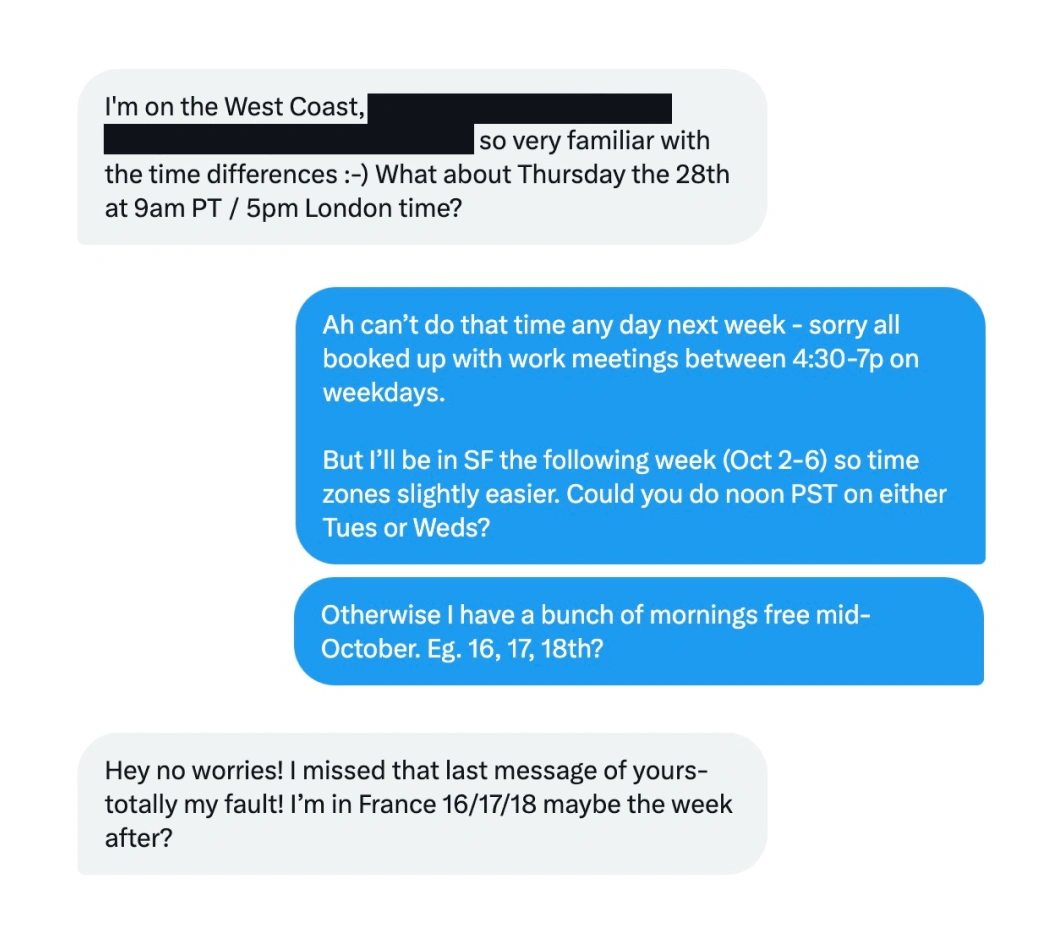 I'm on the West Coast,
so very familiar with
the time differences :-) What about Thursday the 28th
at 9am PT / 5pm London time?
Ah can’t do that time any day next week - sorry all
booked up with work meetings between 4:30-7p on
weekdays.
But I’ll be in SF the following week (Oct 2-6) so time
zones slightly easier. Could you do noon PST on either
Tues or Weds?
Otherwise I have a bunch of mornings free mid-
October. Eg. 16, 17, 18th?
Hey no worries! I missed that last message of yours-
totally my fault! I’m in France 16/17/18 maybe the week
after?